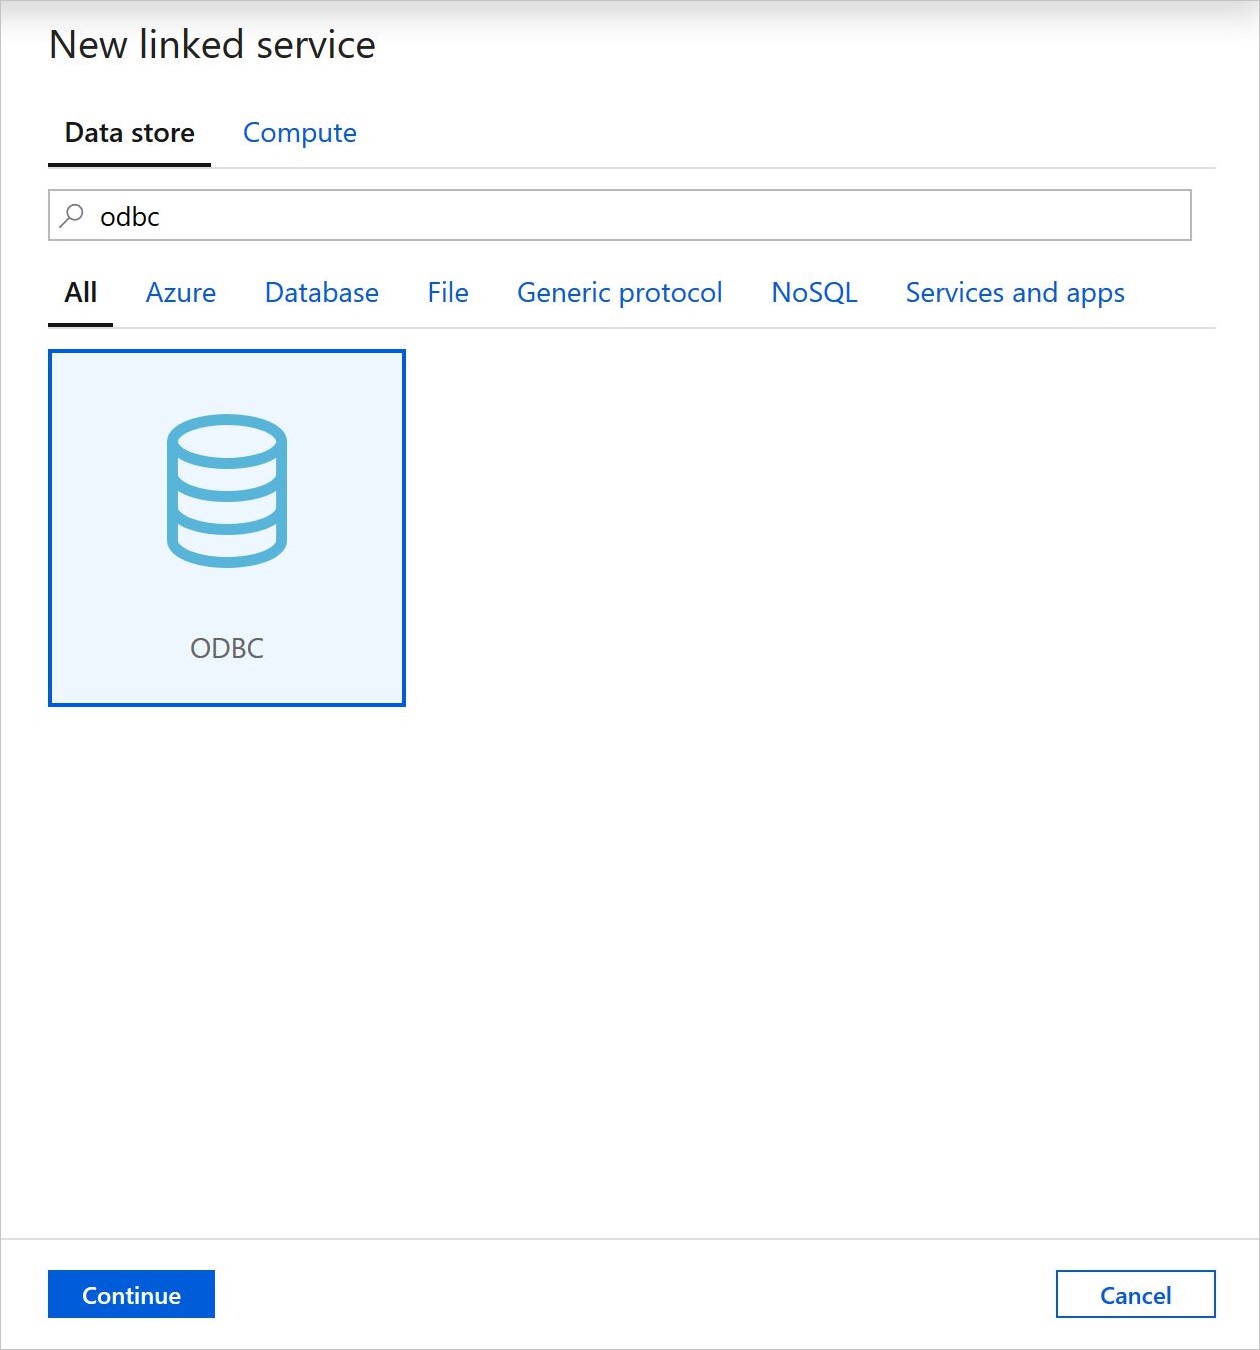 New linked service
Data store Compute
odbc
All Azure Database File Generic protocol NoSQL Services and apps
ODBC
Continue Cancel